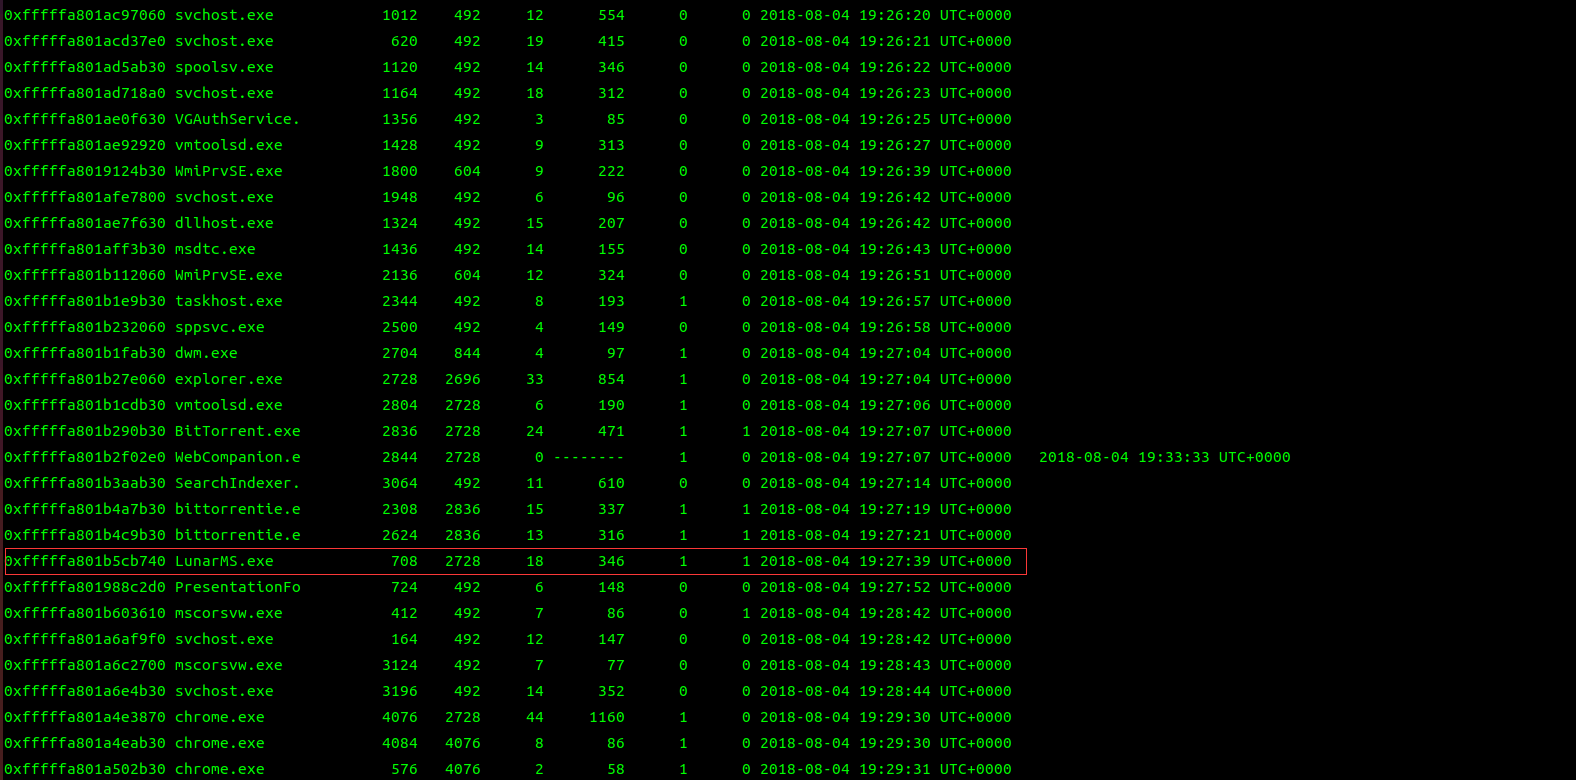 0xfffffa801ac97060 svchost.exe 1012 492 12 554 0 0 2018-08-04 19:26:20 UTC+0000
0xfffffa801acd37e0 svchost.exe 620 492 19 415 0 0 2018-08-04 19:26:21 UTC+0000
0xfffffa801ad5ab30 spoolsv.exe 1120 492 14 346 0 0 2018-08-04 19:26:22 UTC+0000
0xfffffa801ad718a0 svchost.exe 1164 492 18 312 0 0 2018-08-04 19:26:23 UTC+0000
0xfffffa801ae0f630 VGAuthService. 1356 492 3 85 0 0 2018-08-04 19:26:25 UTC+0000
0xfffffa801ae92920 vmtoolsd.exe 1428 492 9 313 0 0 2018-08-04 19:26:27 UTC+0000
0xfffffa8019124b30 WmiPrvSE.exe 1800 604 9 222 0 0 2018-08-04 19:26:39 UTC+0000
0xfffffa801afe7800 svchost.exe 1948 492 6 96 0 0 2018-08-04 19:26:42 UTC+0000
0xfffffa801ae7f630 dllhost.exe 1324 492 15 207 0 0 2018-08-04 19:26:42 UTC+0000
0xfffffa801aff3b30 msdtc.exe 1436 492 14 155 0 0 2018-08-04 19:26:43 UTC+0000
0xfffffa801b112060 WmiPrvSE.exe 2136 604 12 324 0 0 2018-08-04 19:26:51 UTC+0000
0xfffffa801b1e9b30 taskhost.exe 2344 492 8 193 1 0 2018-08-04 19:26:57 UTC+0000
0xfffffa801b232060 sppsvc.exe 2500 492 4 149 0 0 2018-08-04 19:26:58 UTC+0000
0xfffffa801b1fab30 dwm.exe 2704 844 4 97 1 0 2018-08-04 19:27:04 UTC+0000
0xfffffa801b27e060 explorer.exe 2728 2696 33 854 1 0 2018-08-04 19:27:04 UTC+0000
0xfffffa801b1cdb30 vmtoolsd.exe 2804 2728 6 190 1 0 2018-08-04 19:27:06 UTC+0000
0xfffffa801b290b30 BitTorrent.exe 2836 2728 24 471 1 1 2018-08-04 19:27:07 UTC+0000
0xfffffa801b2f02e0 WebCompanion.e 2844 2728 0 -------- 1 0 2018-08-04 19:27:07 UTC+0000 2018-08-04 19:33:33 UTC+0000
0xfffffa801b3aab30 SearchIndexer. 3064 492 11 610 0 0 2018-08-04 19:27:14 UTC+0000
0xfffffa801b4a7b30 bittorrentie.e 2308 2836 15 337 1 1 2018-08-04 19:27:19 UTC+0000
0xfffffa801b4c9b30 bittorrentie.e 2624 2836 13 316 1 1 2018-08-04 19:27:21 UTC+0000
0xfffffa801b5cb740 LunarMS.exe 708 2728 18 346 1 1 2018-08-04 19:27:39 UTC+0000
0xfffffa801988c2d0 PresentationFo 724 492 6 148 0 0 2018-08-04 19:27:52 UTC+0000
0xfffffa801b603610 mscorsvw.exe 412 492 7 86 0 1 2018-08-04 19:28:42 UTC+0000
0xfffffa801a6af9f0 svchost.exe 164 492 12 147 0 0 2018-08-04 19:28:42 UTC+0000
0xfffffa801a6c2700 mscorsvw.exe 3124 492 7 77 0 0 2018-08-04 19:28:43 UTC+0000
0xfffffa801a6e4b30 svchost.exe 3196 492 14 352 0 0 2018-08-04 19:28:44 UTC+0000
0xfffffa801a4e3870 chrome.exe 4076 2728 44 1160 1 0 2018-08-04 19:29:30 UTC+0000
0xfffffa801a4eab30 chrome.exe 4084 4076 8 86 1 0 2018-08-04 19:29:30 UTC+0000
0xfffffa801a502b30 chrome.exe 576 4076 2 58 1 0 2018-08-04 19:29:31 UTC+0000